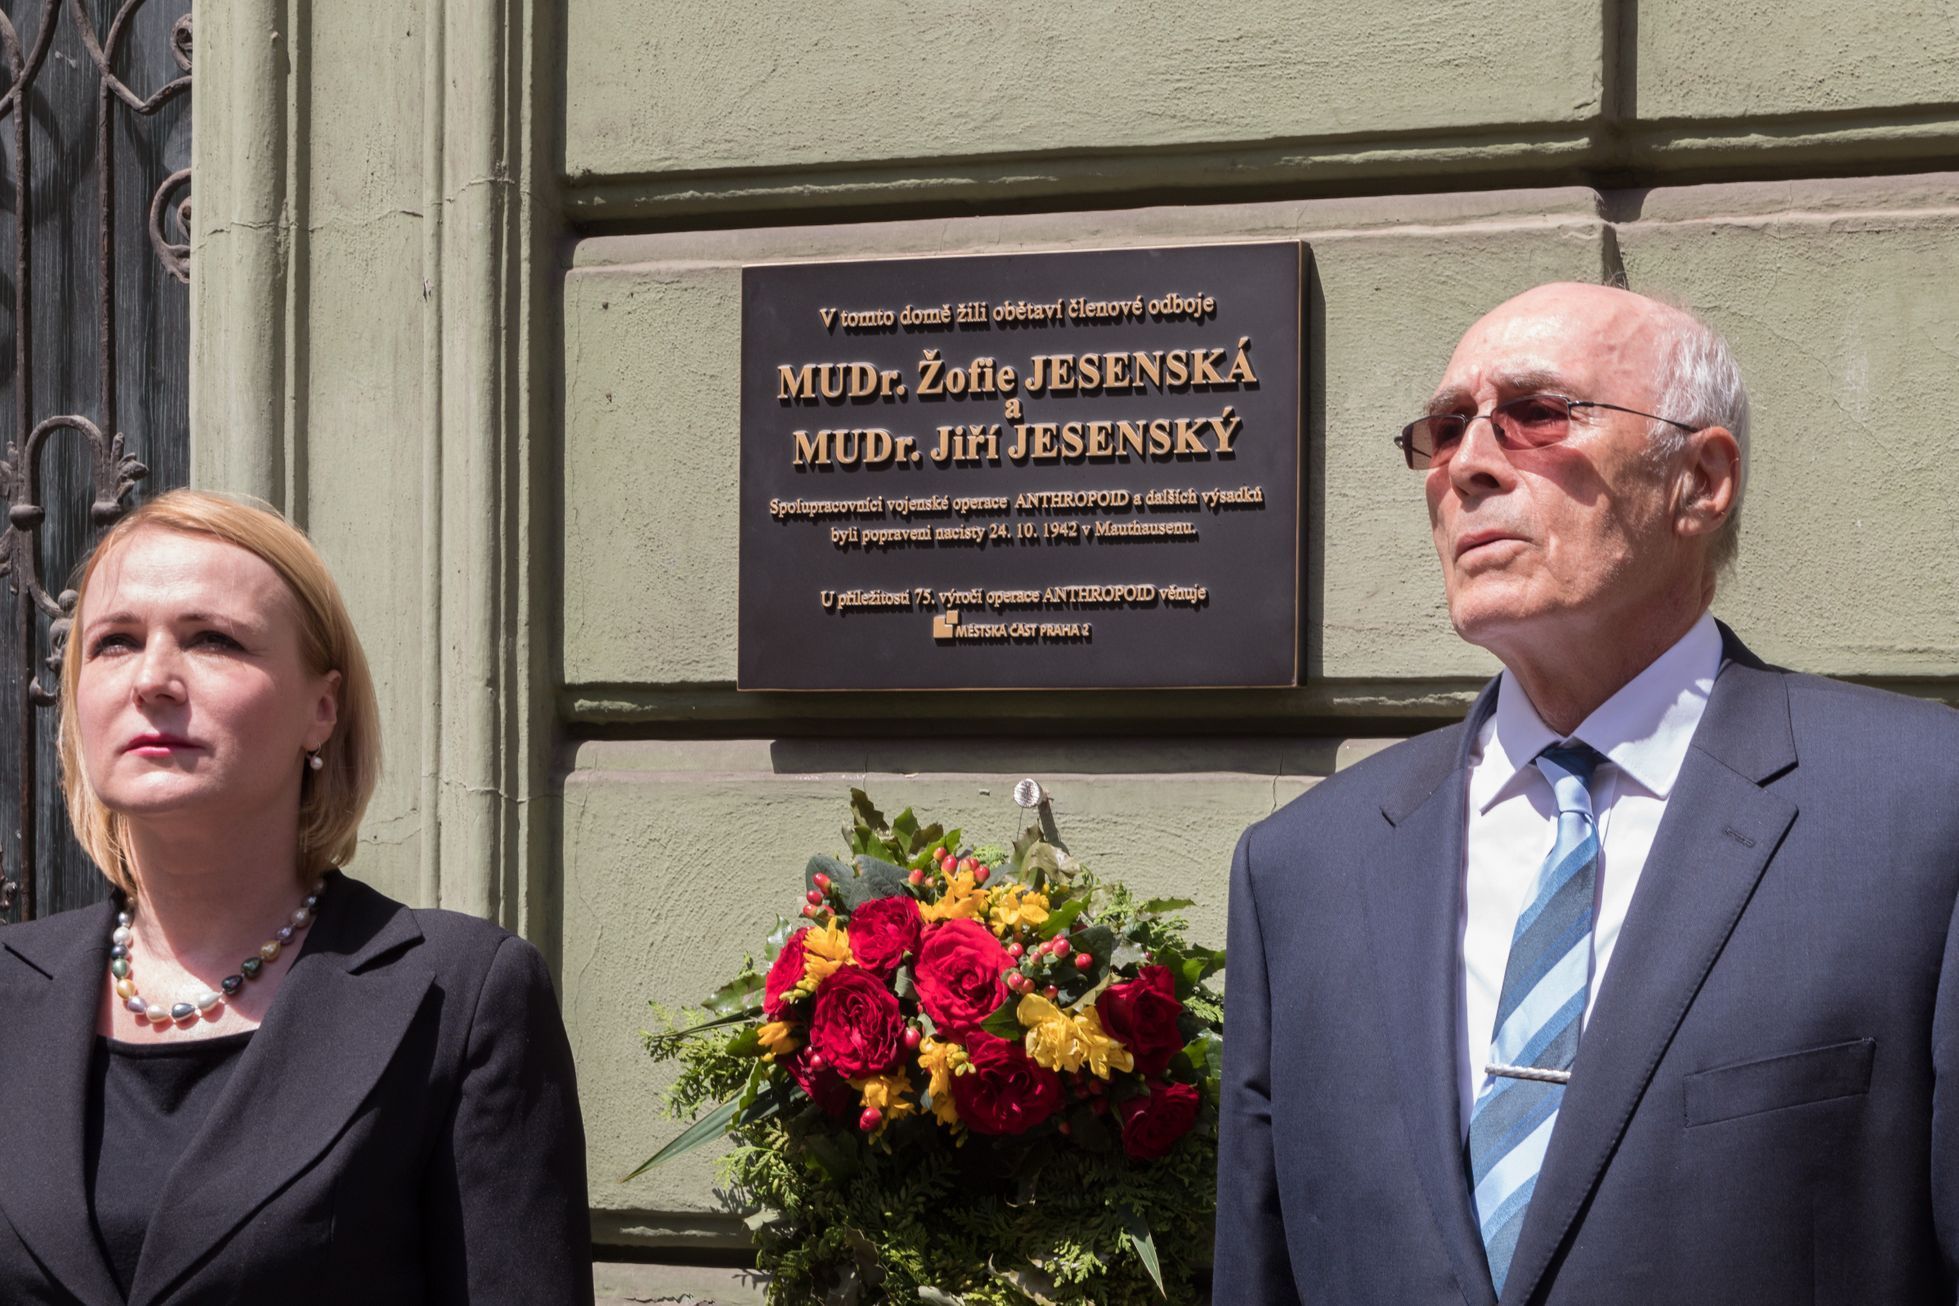 V tomto domě žili obětaví členové odboje
MUDr. Žofie JESENSKÁ
a
MUDr. Jiří JESENSKÝ
Spolupracovníci vojenské operace ANTHROPOID a dalších výsadků
byli popraveni nacisty 24. 10. 1942 v Mauthausenu.
U příležitosti 75. výročí operace ANTHROPOID věnuje
MĚSTSKÁ ČÁST PRAHA 2